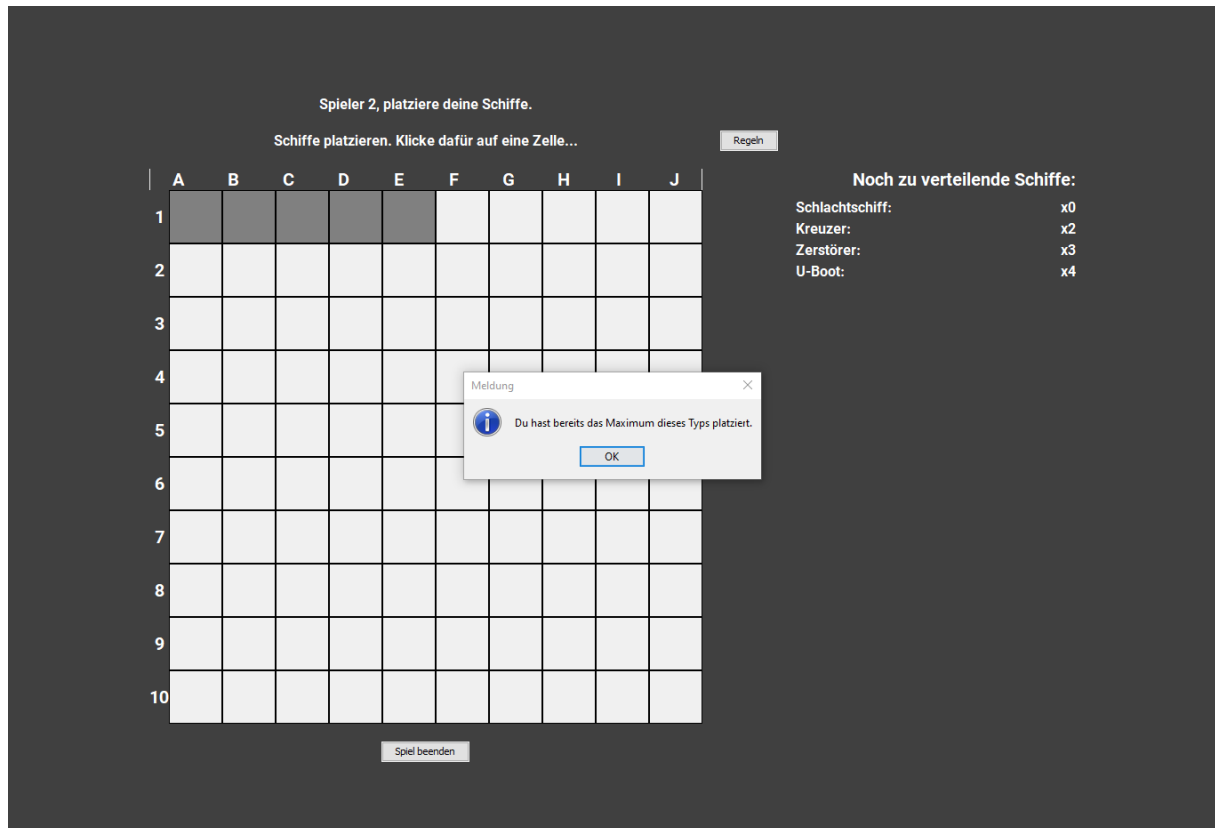 Spieler 2, platziere deine Schiffe.
Schiffe platzieren. Klicke dafür auf eine Zelle...
Regeln
A B C D E F G H I J
Noch zu verteilende Schiffe:
1
Schlachtschiff: x0
Kreuzer: x2
Zerstörer: x3
2
U-Boot: x4
3
4
Meldung
Du hast bereits das Maximum dieses Typs platziert.
5
OK
6
7
8
9
10
Spiel beenden